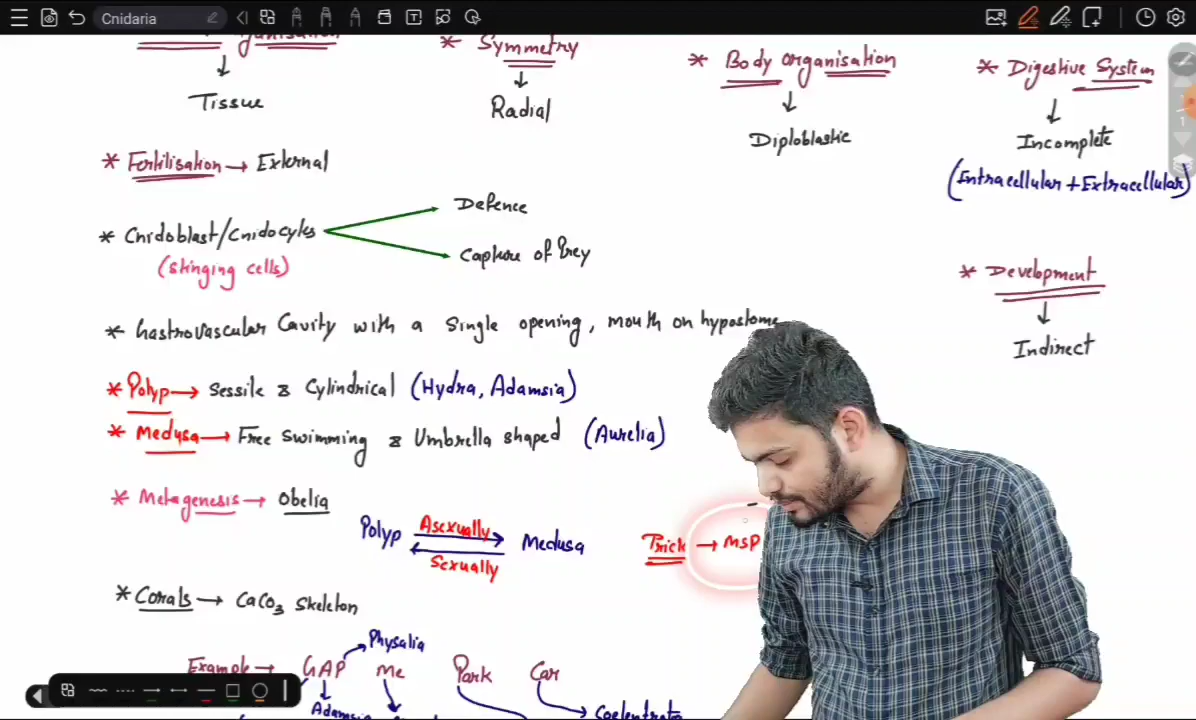 Cnidaria
* Symmetry
* Body organisation
* Digestive System
Tissue
Radial
Diploblastic
Incomplete
(Intracellular + Extracellular)
* Fertilisation → External
* Cnidoblast/Cnidocytes
(stinging cells)
Defence
Capture of Prey
* Development
Indirect
* Gastrovascular Cavity with a single opening, mouth on hypostome
* Polyp → Sessile & Cylindrical (Hydra, Adamsia)
* Medusa → Free swimming & Umbrella shaped (Aurelia)
* Metagenesis → Obelia
Polyp Asexually Medusa
Sexually
Trick → MSP
* Corals → CaCO3 Skeleton
Physalia
Example → GAP Me Park Car
Adamsia
Coelentrata